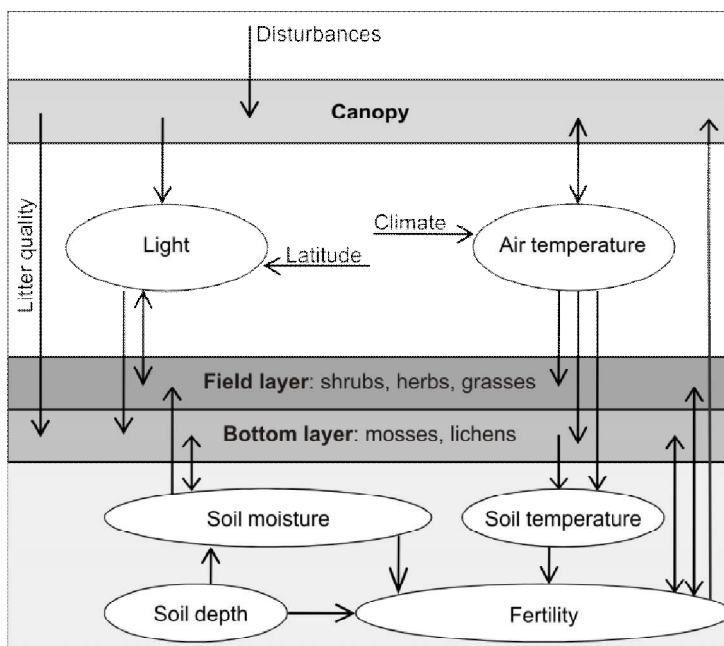 Disturbances
Canopy
Litter quality
Light
Climate
Air temperature
Latitude
Field layer: shrubs, herbs, grasses
Bottom layer: mosses, lichens
Soil moisture
Soil temperature
Soil depth
Fertility